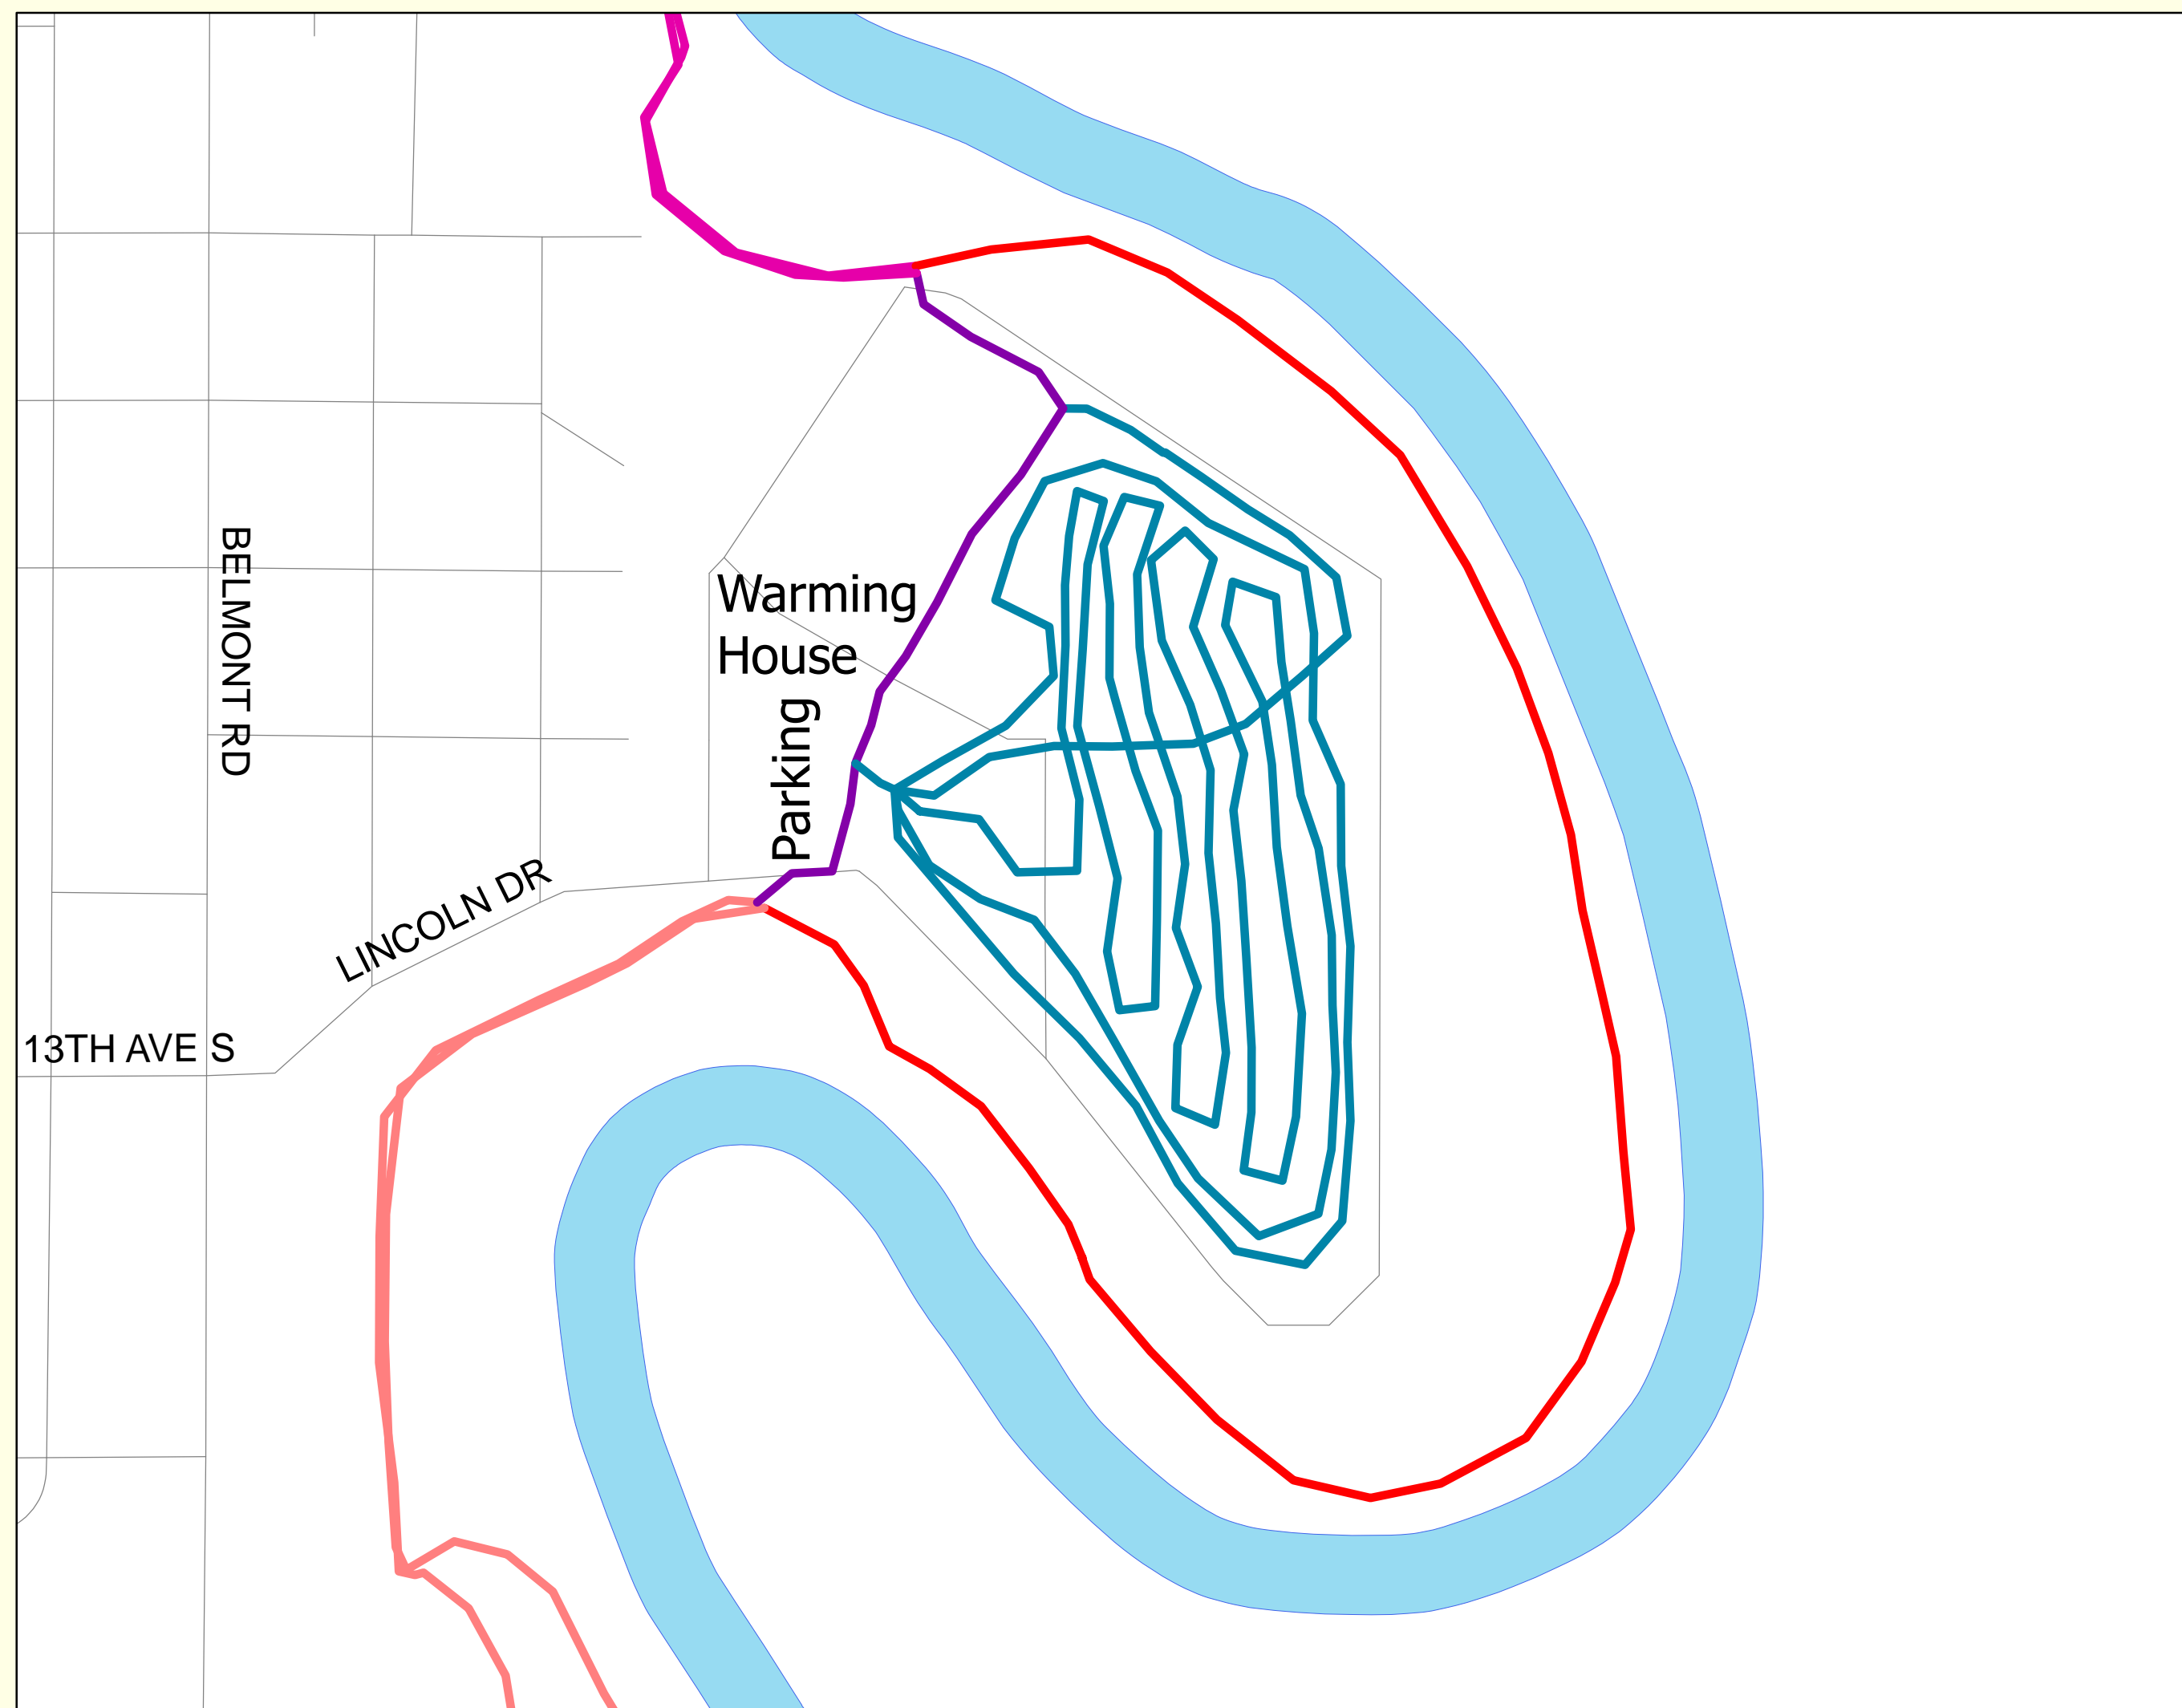 BELMONT RD
Warming
House
Parking
LINCOLN DR
13TH AVE S